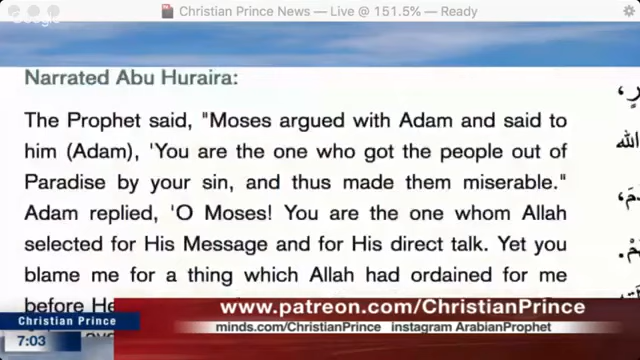 Christian Prince News — Live @ 151.5% — Ready
Google
Narrated Abu Huraira:
The Prophet said, "Moses argued with Adam and said to
him (Adam), 'You are the one who got the people out of
Paradise by your sin, and thus made them miserable."
Adam replied, 'O Moses! You are the one whom Allah
selected for His Message and for His direct talk. Yet you
blame me for a thing which Allah had ordained for me
before He
الله
www.patreon.com/ChristianPrince
Christian Prince
minds.com/ChristianPrince instagram ArabianProphet
7:03